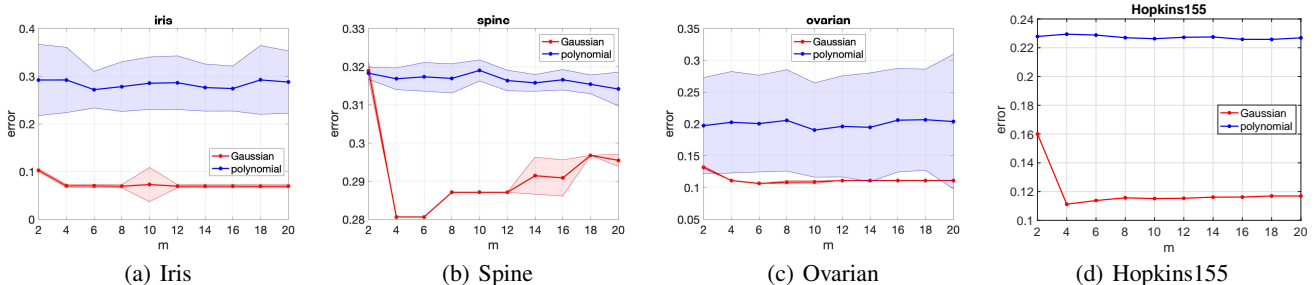 iris
0.4
0.3
0.2
0.1
0
error
Gaussian
polynomial
2 4 6 8 10 12 14 16 18 20
m
(a) Iris
spine
0.33
0.32
0.31
0.3
0.29
0.28
error
Gaussian
polynomial
2 4 6 8 10 12 14 16 18 20
m
(b) Spine
ovarian
0.35
0.3
0.25
0.2
0.15
0.1
0.05
error
Gaussian
polynomial
2 4 6 8 10 12 14 16 18 20
m
(c) Ovarian
Hopkins155
0.24
0.22
0.2
0.18
0.16
0.14
0.12
0.1
error
Gaussian
polynomial
2 4 6 8 10 12 14 16 18 20
m
(d) Hopkins155